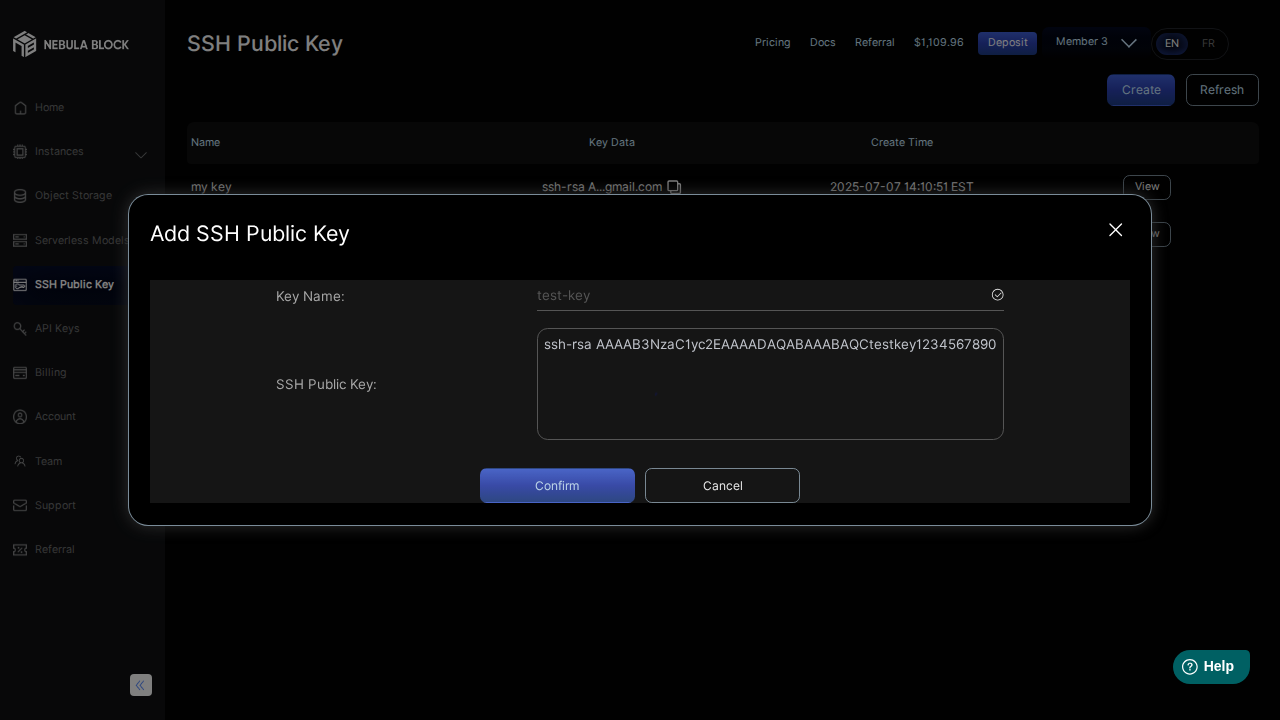 NEBULA BLOCK
SSH Public Key
Pricing
Docs
Referral
$1,109.96
Deposit
Member 3
EN
FR
Create
Refresh
Home
Instances
Object Storage
Serverless Models
SSH Public Key
API Keys
Billing
Account
Team
Support
Referral
Name
Key Data
Create Time
my key
ssh-rsa A...gmail.com
2025-07-07 14:10:51 EST
View
Add SSH Public Key
Key Name:
test-key
SSH Public Key:
ssh-rsa AAAAB3NzaC1yc2EAAAADAQABAAABAQCtestkey1234567890
Confirm
Cancel
Help